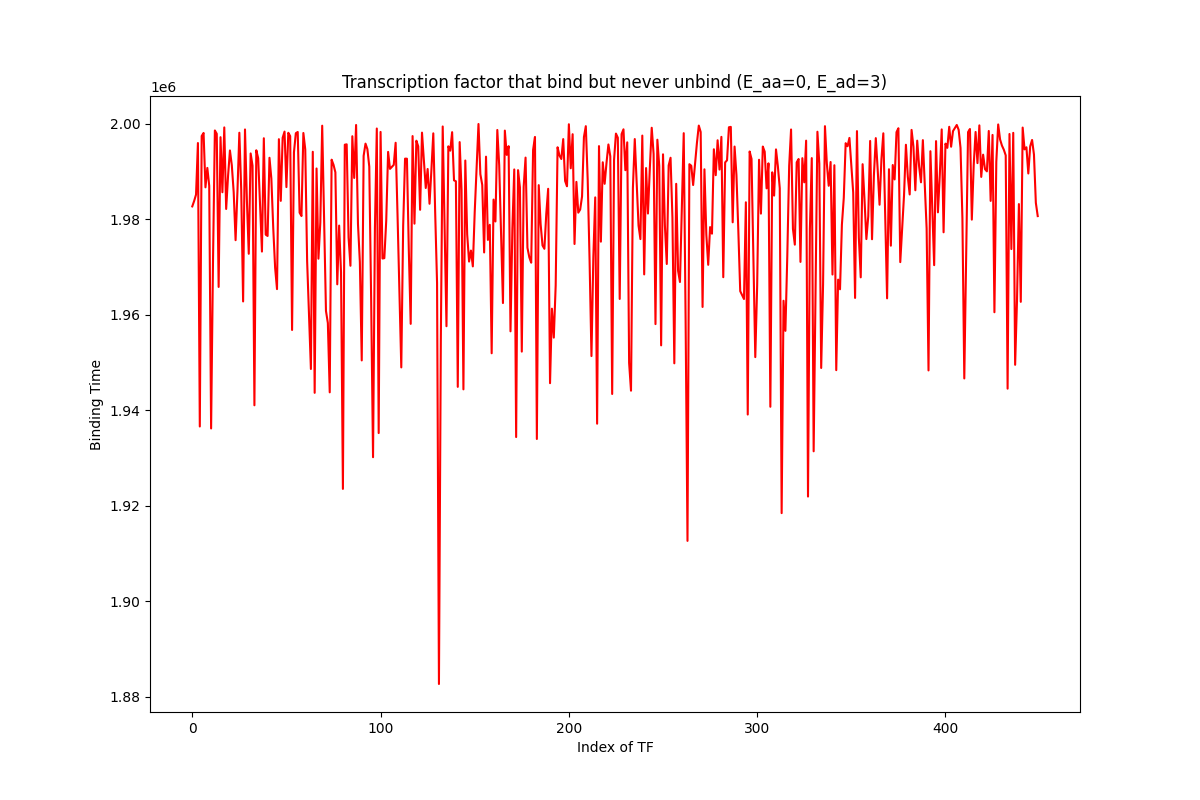 Transcription factor that bind but never unbind (E_aa=0, E_ad=3)
1e6
2.00
1.98
1.96
1.94
1.92
1.90
1.88
Binding Time
0 100 200 300 400
Index of TF